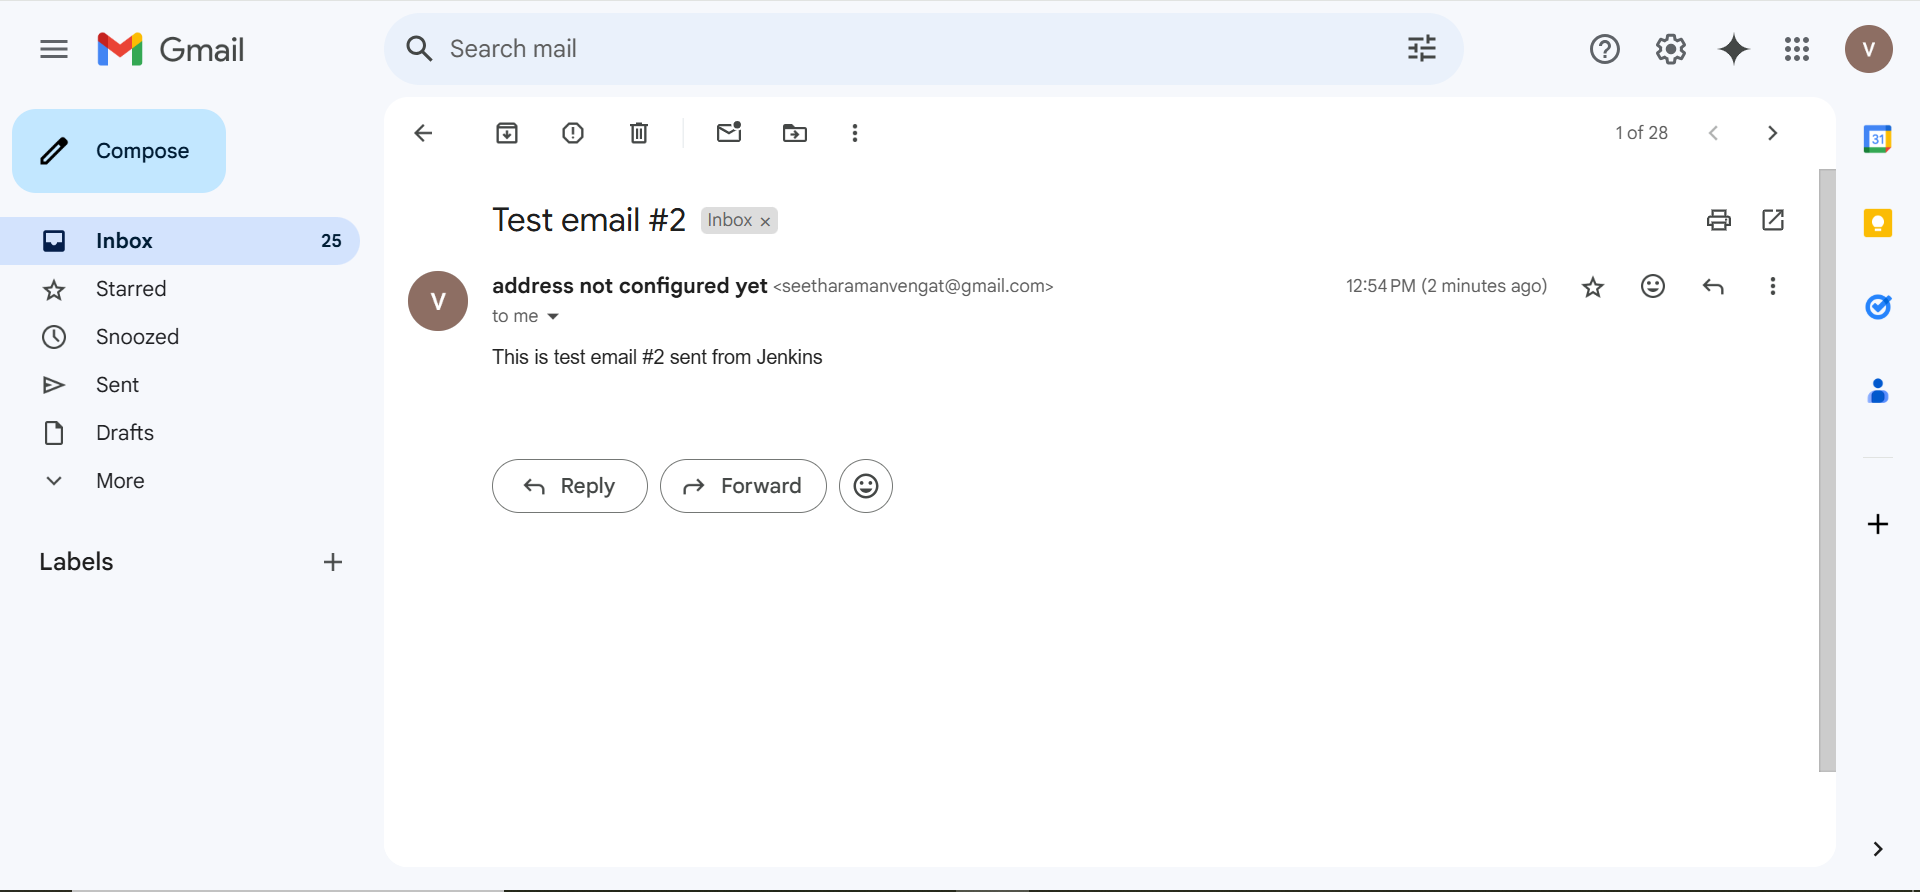 Gmail
Search mail
V
Compose
1 of 28
31
Test email #2 Inbox ×
Inbox 25
address not configured yet <seetharamanvengat@gmail.com> 12:54 PM (2 minutes ago)
V
to me
Starred
Snoozed
This is test email #2 sent from Jenkins
Sent
Drafts
More
Reply
Forward
Labels